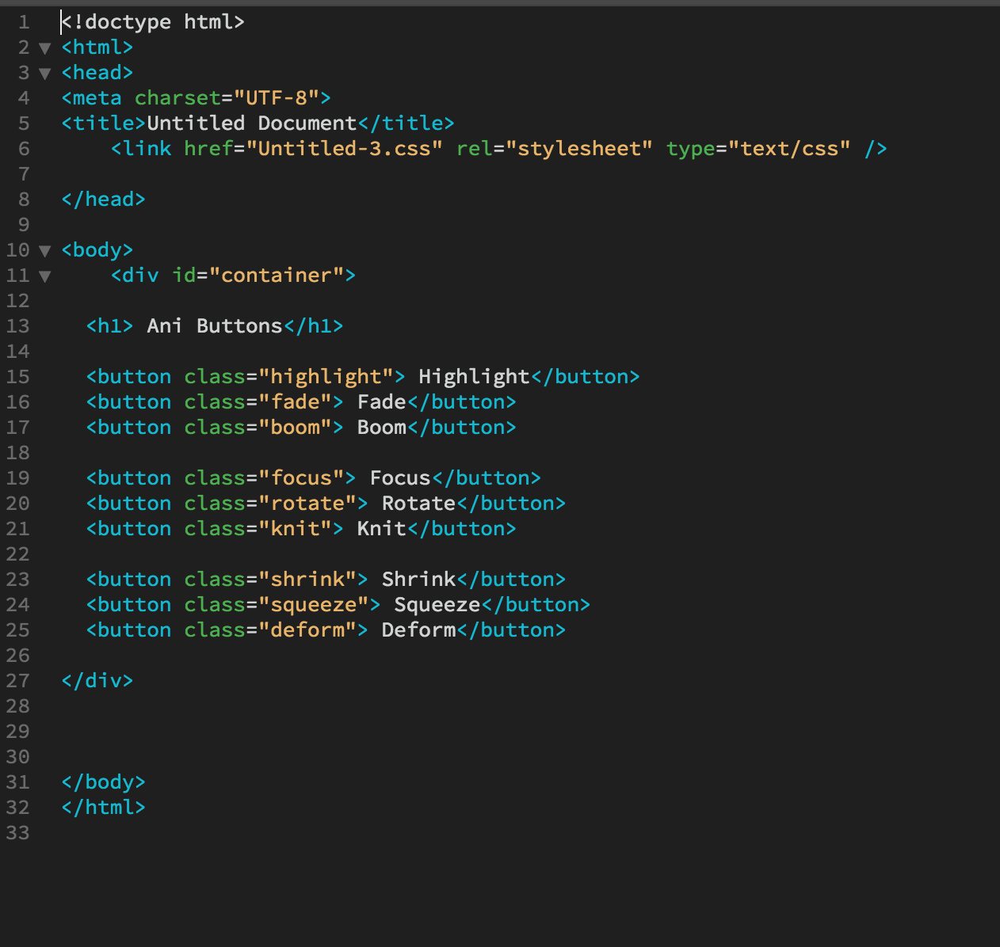 1 <!doctype html>
2 ▼ <html>
3 ▼ <head>
4 <meta charset="UTF-8">
5 <title>Untitled Document</title>
6     <link href="Untitled-3.css" rel="stylesheet" type="text/css" />
7
8 </head>
9
10 ▼ <body>
11 ▼     <div id="container">
12
13   <h1> Ani Buttons</h1>
14
15   <button class="highlight"> Highlight</button>
16   <button class="fade"> Fade</button>
17   <button class="boom"> Boom</button>
18
19   <button class="focus"> Focus</button>
20   <button class="rotate"> Rotate</button>
21   <button class="knit"> Knit</button>
22
23   <button class="shrink"> Shrink</button>
24   <button class="squeeze"> Squeeze</button>
25   <button class="deform"> Deform</button>
26
27 </div>
28
29
30
31 </body>
32 </html>
33